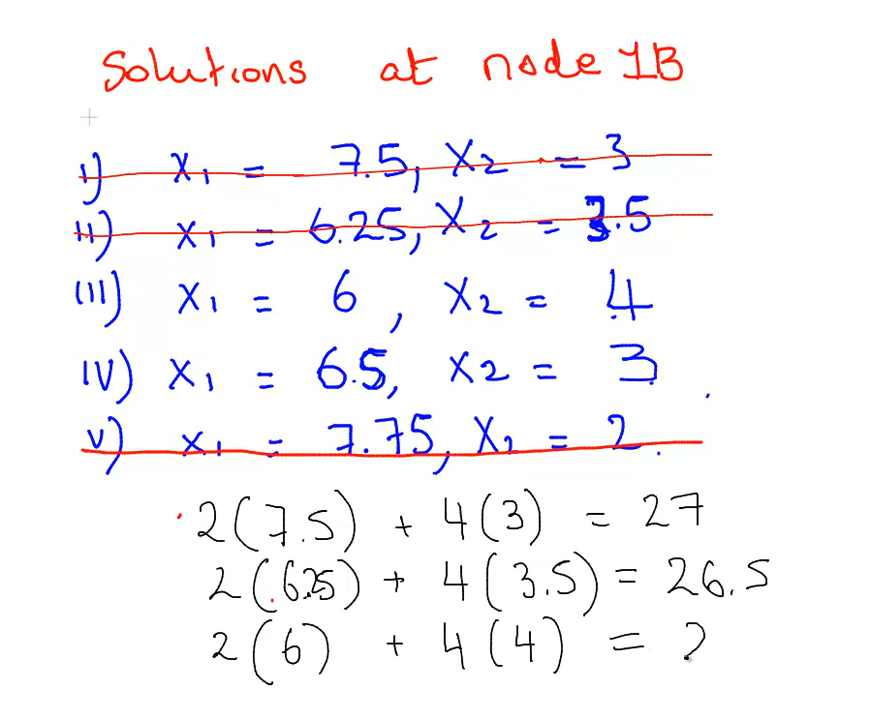 Solutions at node 1B
i) x1 = 7.5, x2 = 3
ii) x1 = 6.25, x2 = 3.5
iii) x1 = 6, x2 = 4
iv) x1 = 6.5, x2 = 3
v) x1 = 7.75, x2 = 2.
2(7.5) + 4(3) = 27
2(6.25) + 4(3.5) = 26.5
2(6) + 4(4) = 2